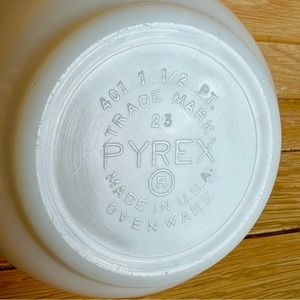 401 1 1/2 PT.
TRADE MARK
23
PYREX
®
MADE IN U.S.A.
OVENWARE